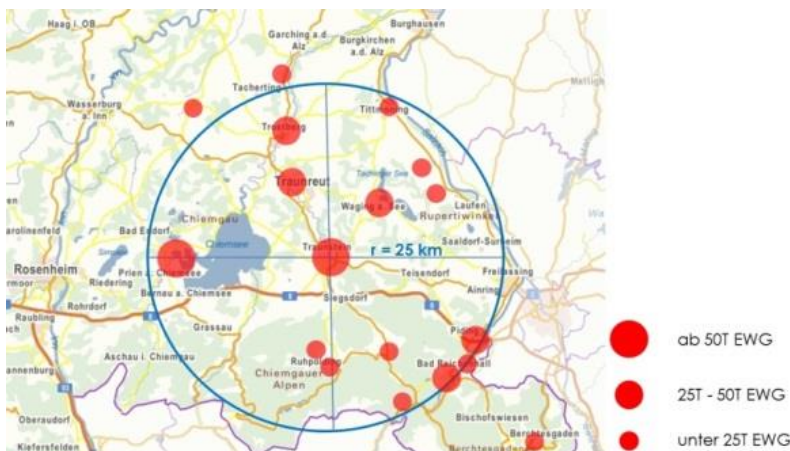 Haag i. OB
Garching a.d.
Alz
Burgkirchen
a.d. Alz
Burghausen
Tacherting
Wasserburg
a. Inn
Tittmoning
Trostberg
Traunreut
Tachinger See
Waging a. See
Laufen
Rupertiwinkel
Chiemgau
Bad Endorf
Chiemsee
Traunstein
r = 25 km
Saaldorf-Surheim
Rosenheim
Prien a. Chiemsee
Riedering
Bernau a. Chiemsee
Teisendorf
Freilassing
Ainring
Siegsdorf
8
8
Rohrdorf
Raubling
Grassau
Piding
Aschau i. Chiemgau
Ruhpolding
Chiemgauer
Alpen
Bad Reichenhall
Bischofswiesen
Oberaudorf
Kiefersfelden
Berchtesgaden
Berchtesgaden
ab 50T EWG
25T - 50T EWG
unter 25T EWG